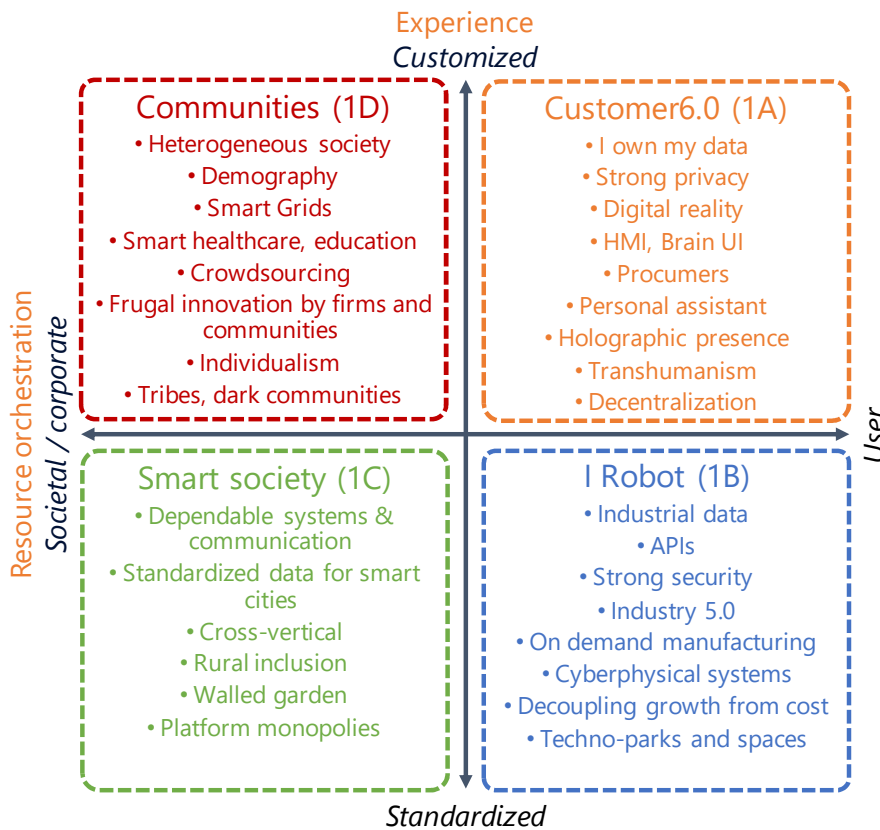 Experience
Customized
Communities (1D)
• Heterogeneous society
• Demography
• Smart Grids
• Smart healthcare, education
• Crowdsourcing
• Frugal innovation by firms and
communities
• Individualism
• Tribes, dark communities
Customer6.0 (1A)
• I own my data
• Strong privacy
• Digital reality
• HMI, Brain UI
• Procumers
• Personal assistant
• Holographic presence
• Transhumanism
• Decentralization
Resource orchestration
Societal / corporate
User
Smart society (1C)
• Dependable systems &
communication
• Standardized data for smart
cities
• Cross-vertical
• Rural inclusion
• Walled garden
• Platform monopolies
I Robot (1B)
• Industrial data
• APIs
• Strong security
• Industry 5.0
• On demand manufacturing
• Cyberphysical systems
• Decoupling growth from cost
• Techno-parks and spaces
Standardized